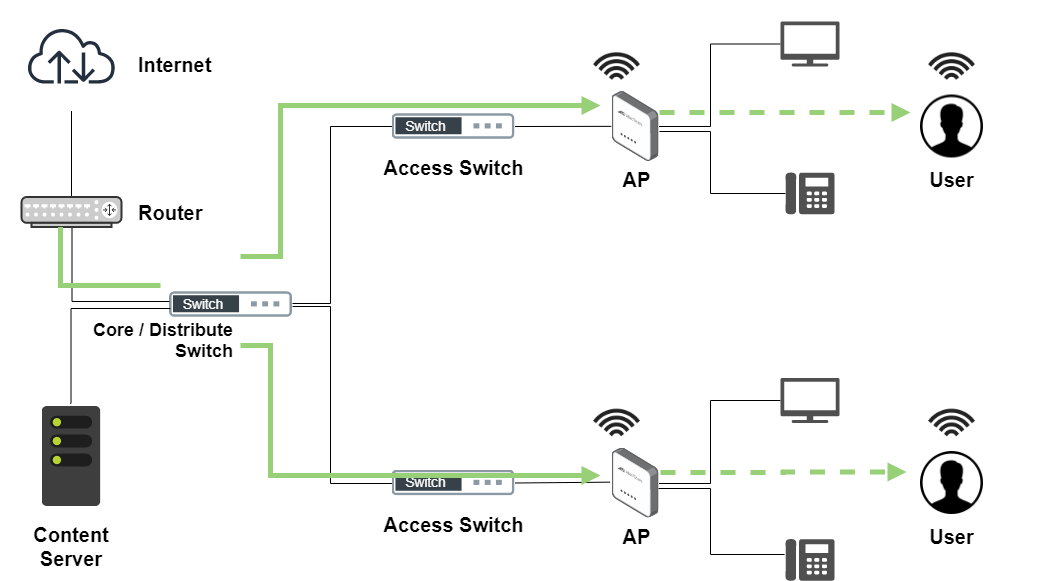 Internet
Switch
Access Switch
AP
User
Router
Switch
Core / Distribute
Switch
Switch
Access Switch
AP
User
Content
Server